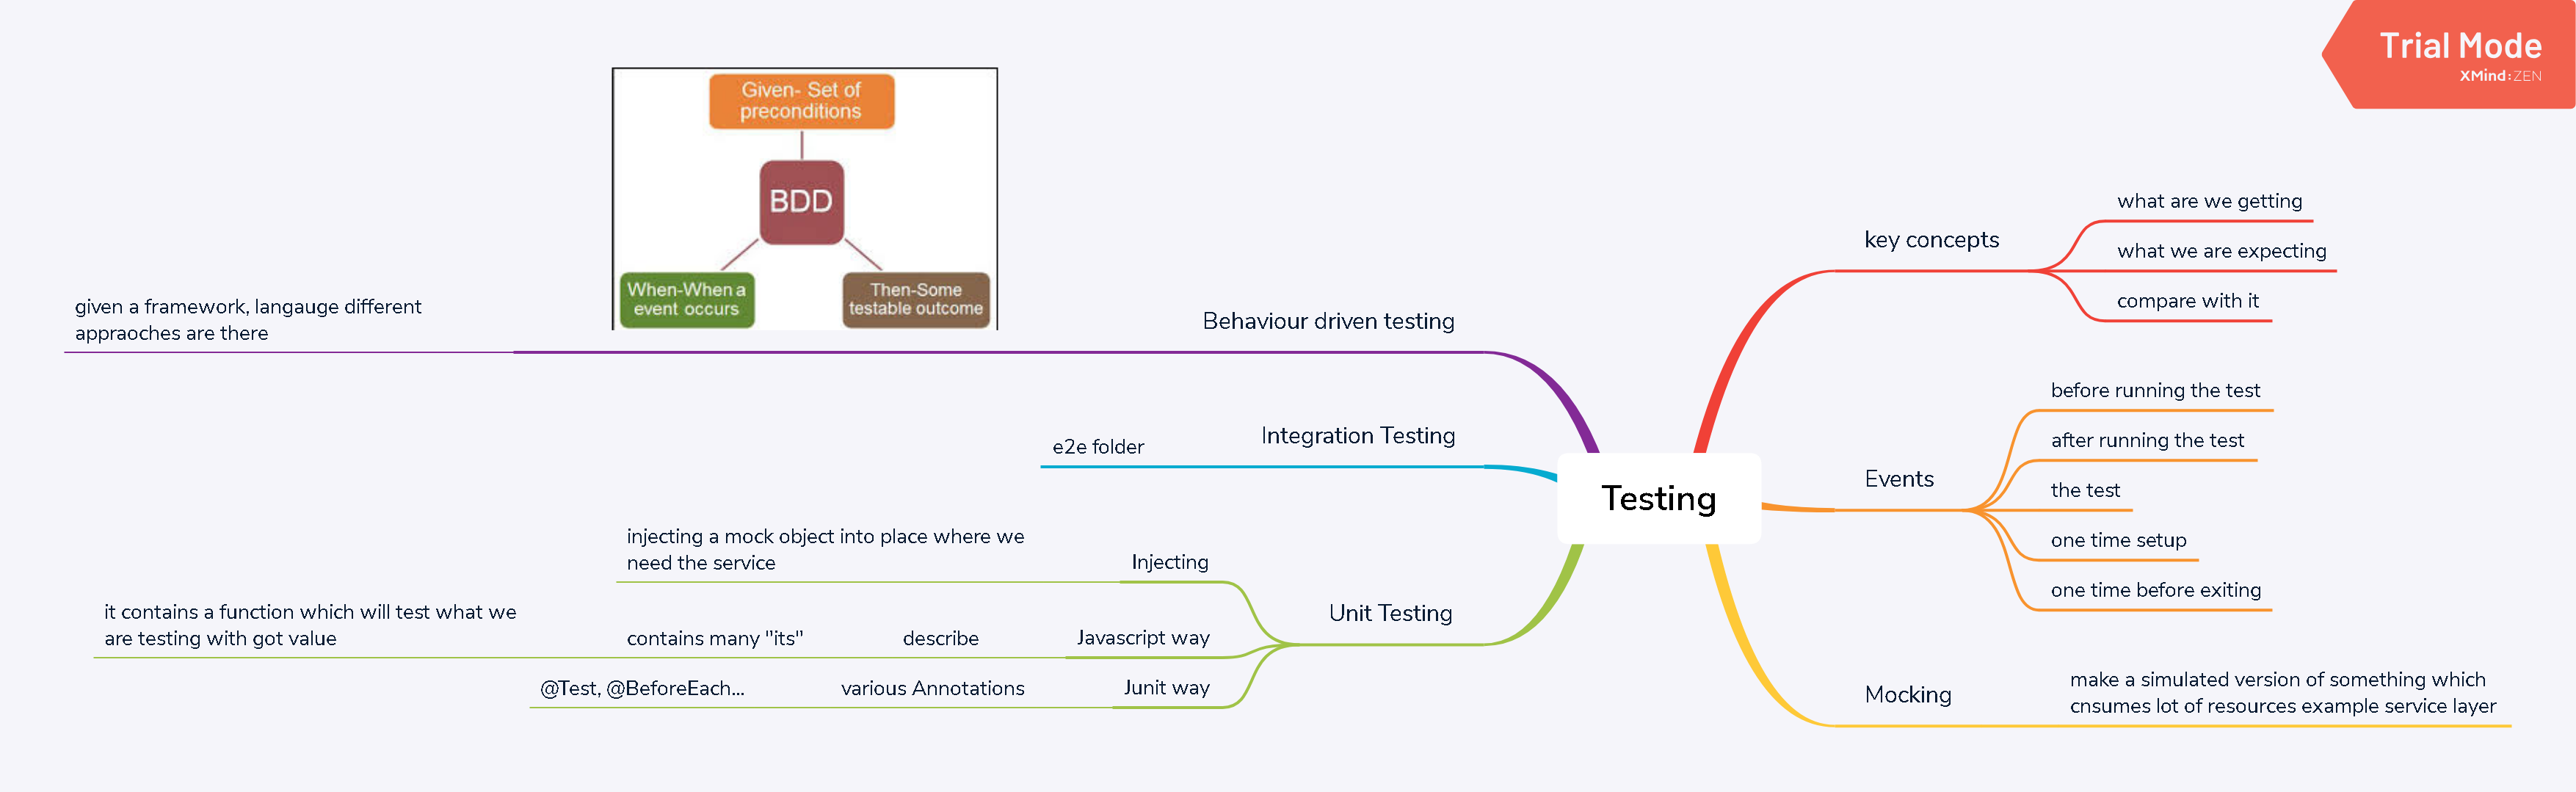 Trial Mode
XMind:ZEN
Given- Set of
preconditions
BDD
When-When a
event occurs
Then-Some
testable outcome
given a framework, langauge different
appraoches are there
Behaviour driven testing
e2e folder
Integration Testing
injecting a mock object into place where we
need the service
Injecting
it contains a function which will test what we
are testing with got value
contains many "its"
describe
Javascript way
@Test, @BeforeEach...
various Annotations
Junit way
Unit Testing
Testing
key concepts
what are we getting
what we are expecting
compare with it
Events
before running the test
after running the test
the test
one time setup
one time before exiting
Mocking
make a simulated version of something which
cnsumes lot of resources example service layer